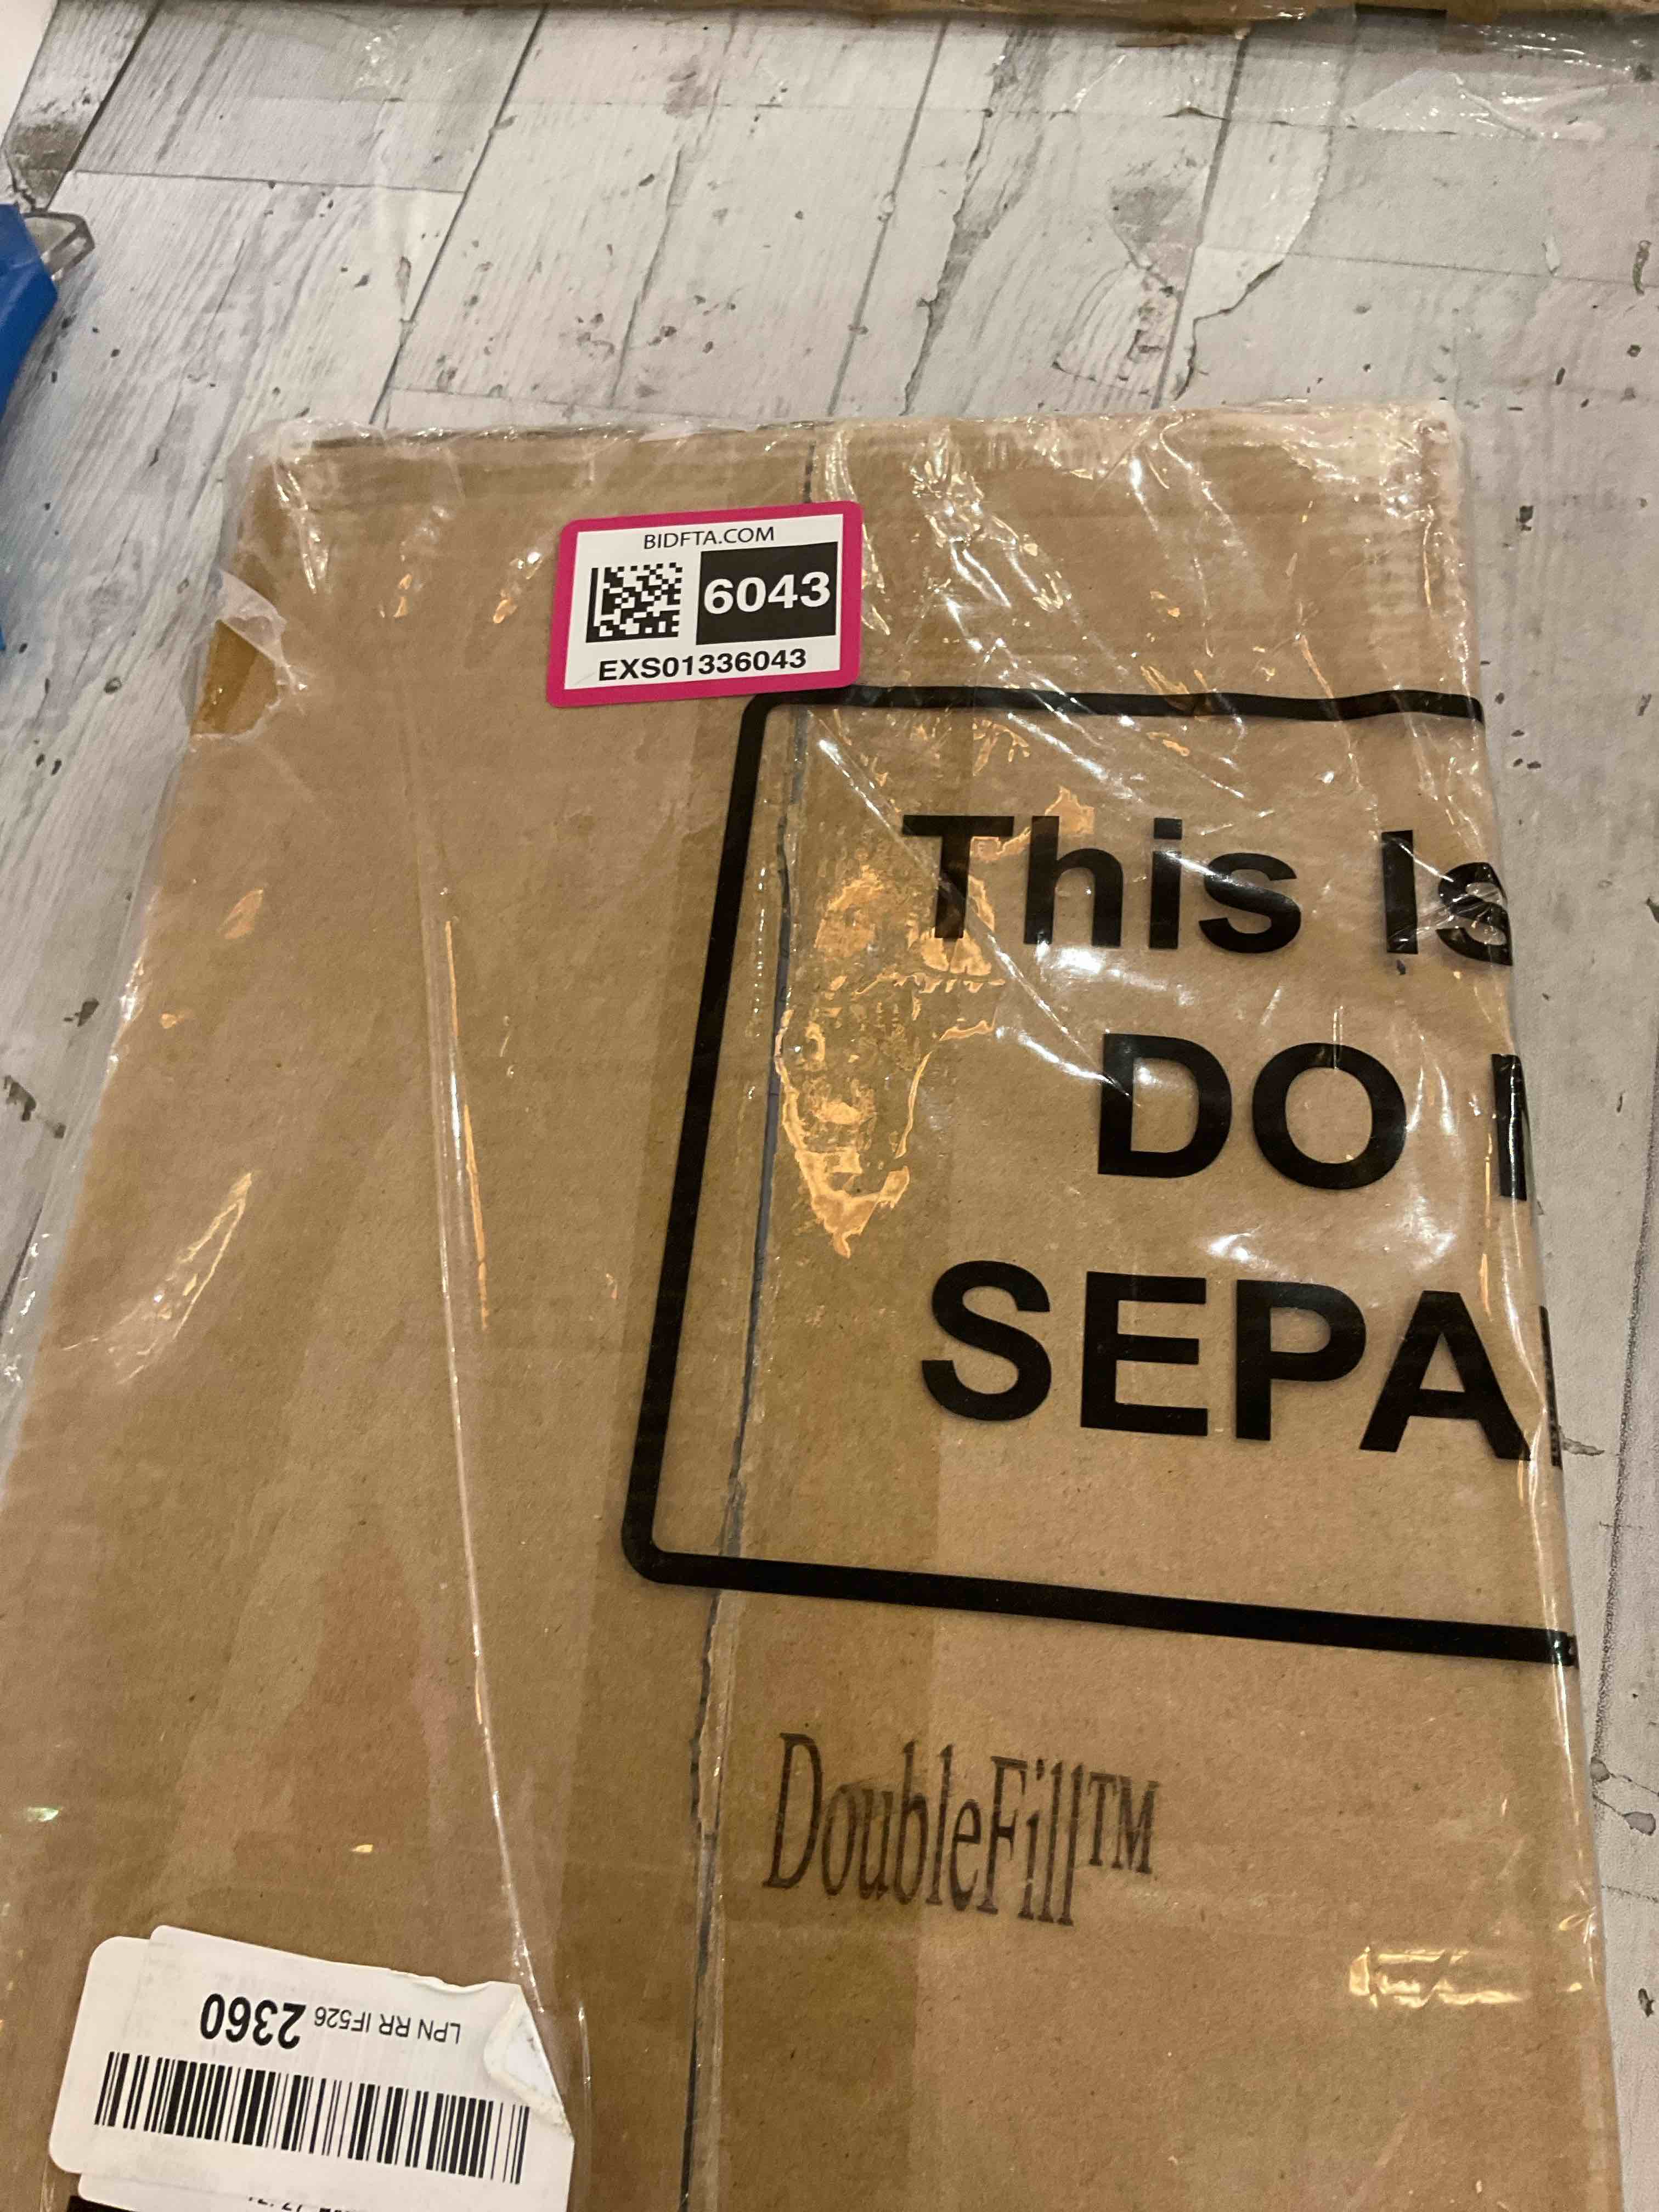 BIDFTA.COM
6043
EXS01336043
This Is
DO
SEPA
DoubleFill™
LPN RR IF526 2360